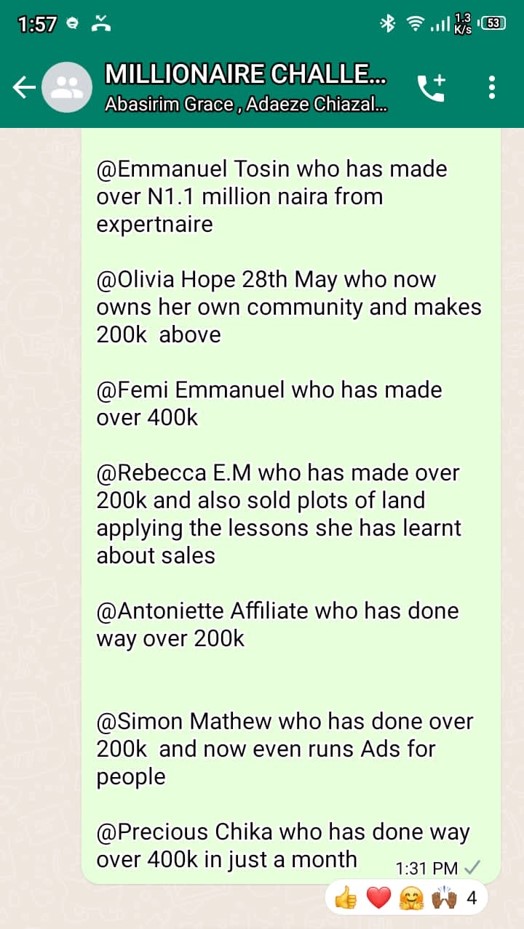 1:57
1.3
K/s
53
MILLIONAIRE CHALLE...
Abasirim Grace , Adaeze Chiazal...
@Emmanuel Tosin who has made
over N1.1 million naira from
expertnaire
@Olivia Hope 28th May who now
owns her own community and makes
200k  above
@Femi Emmanuel who has made
over 400k
@Rebecca E.M who has made over
200k and also sold plots of land
applying the lessons she has learnt
about sales
@Antoniette Affiliate who has done
way over 200k
@Simon Mathew who has done over
200k  and now even runs Ads for
people
@Precious Chika who has done way
over 400k in just a month
1:31 PM
4